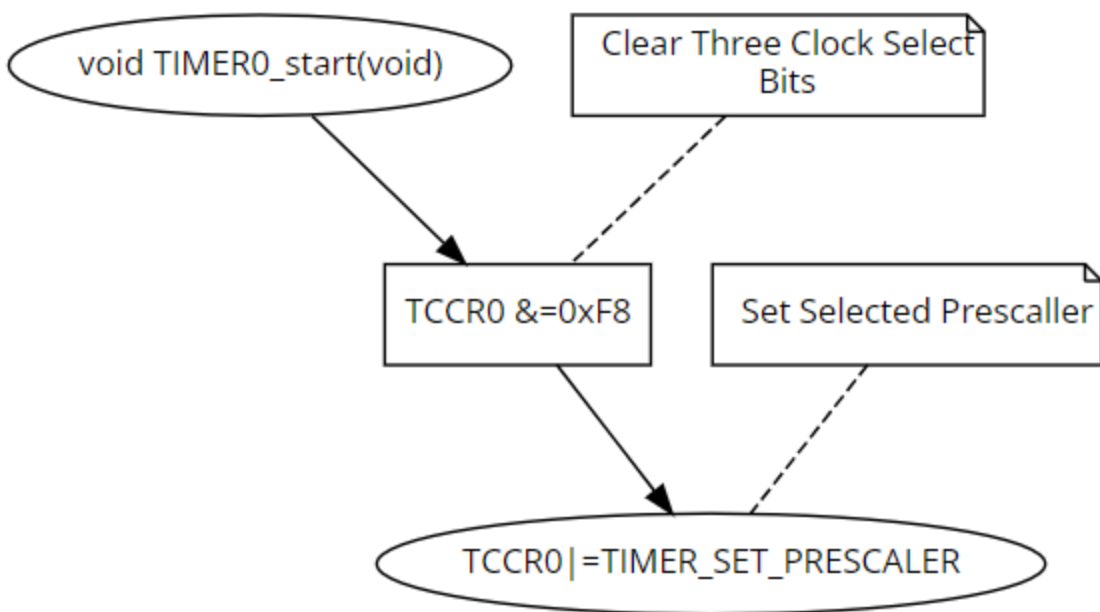 void TIMER0_start(void)
Clear Three Clock Select
Bits
TCCR0 &=0xF8
Set Selected Prescaller
TCCR0|=TIMER_SET_PRESCALER